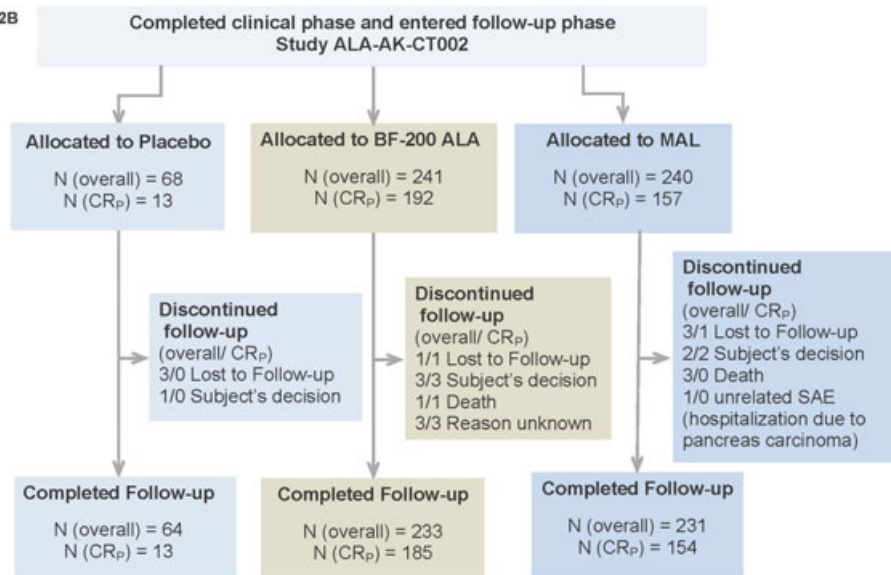 2B
Completed clinical phase and entered follow-up phase
Study ALA-AK-CT002
Allocated to Placebo
N (overall) = 68
N (CRₚ) = 13
Allocated to BF-200 ALA
N (overall) = 241
N (CRₚ) = 192
Allocated to MAL
N (overall) = 240
N (CRₚ) = 157
Discontinued
follow-up
(overall/ CRₚ)
3/0 Lost to Follow-up
1/0 Subject's decision
Discontinued
follow-up
(overall/ CRₚ)
1/1 Lost to Follow-up
3/3 Subject's decision
1/1 Death
3/3 Reason unknown
Discontinued
follow-up
(overall/ CRₚ)
3/1 Lost to Follow-up
2/2 Subject's decision
3/0 Death
1/0 unrelated SAE
(hospitalization due to
pancreas carcinoma)
Completed Follow-up
N (overall) = 64
N (CRₚ) = 13
Completed Follow-up
N (overall) = 233
N (CRₚ) = 185
Completed Follow-up
N (overall) = 231
N (CRₚ) = 154